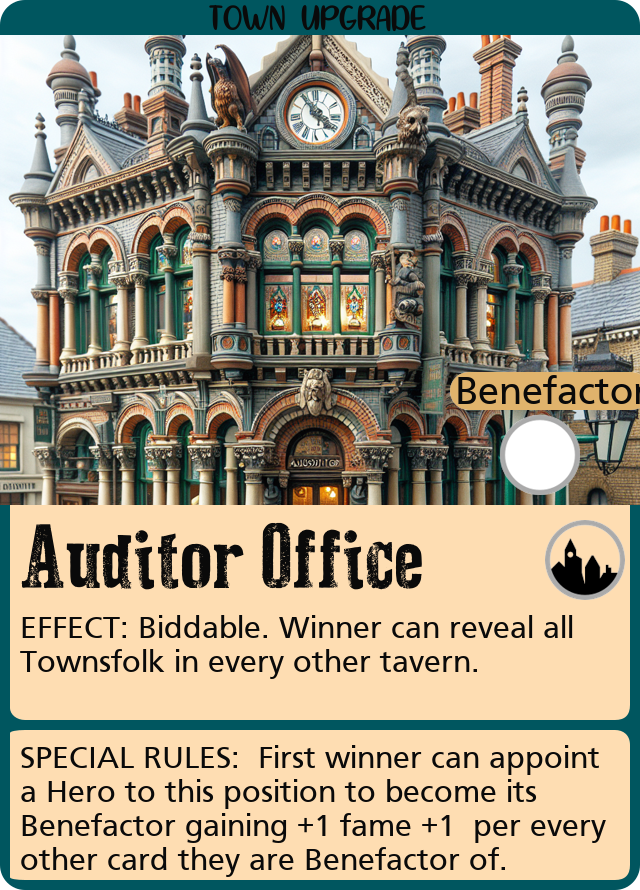 TOWN UPGRADE
Benefactor
Auditor Office
EFFECT: Biddable. Winner can reveal all
Townsfolk in every other tavern.
SPECIAL RULES:  First winner can appoint
a Hero to this position to become its
Benefactor gaining +1 fame +1  per every
other card they are Benefactor of.